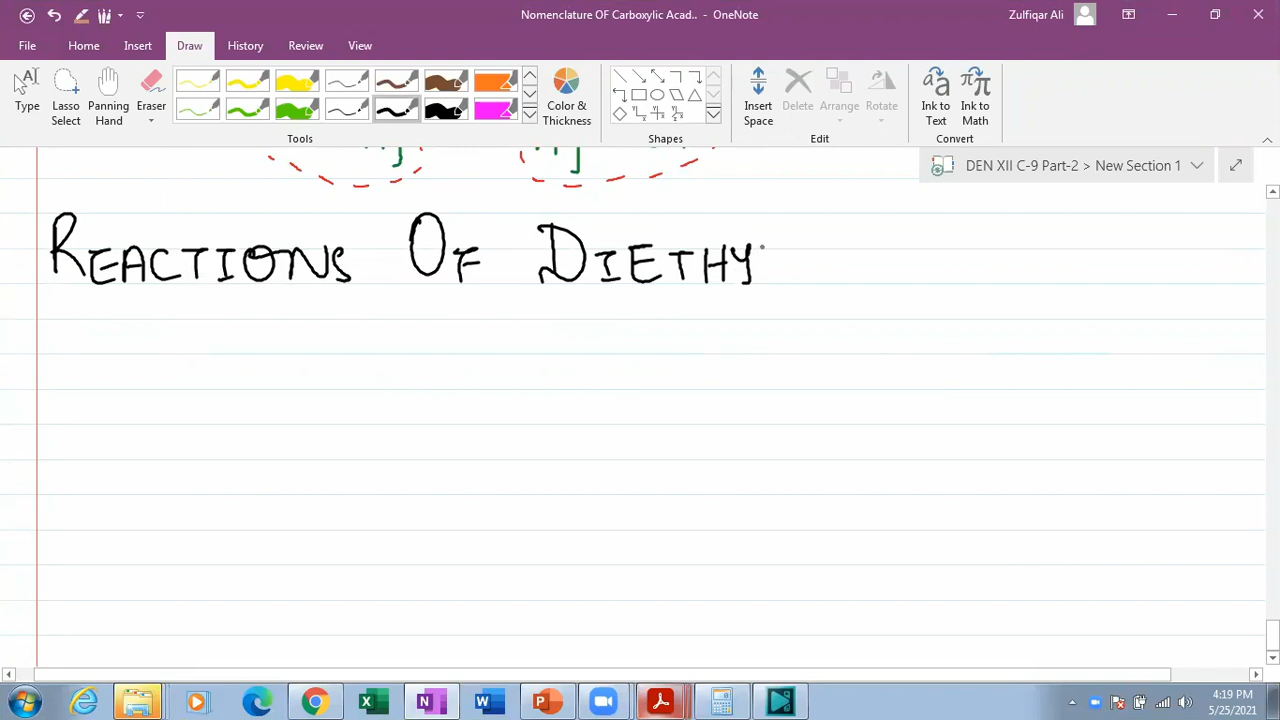 Nomenclature OF Carboxylic Acad.. - OneNote
Zulfiqar Ali
File Home Insert Draw History Review View
Type
Lasso Select
Panning Hand
Eraser
Color & Thickness
Insert Space
Delete
Arrange
Rotate
Ink to Text
Ink to Math
Tools
Shapes
Edit
Convert
DEN XII C-9 Part-2 > New Section 1
REACTIONS OF DIETHY
4:19 PM
5/25/2021